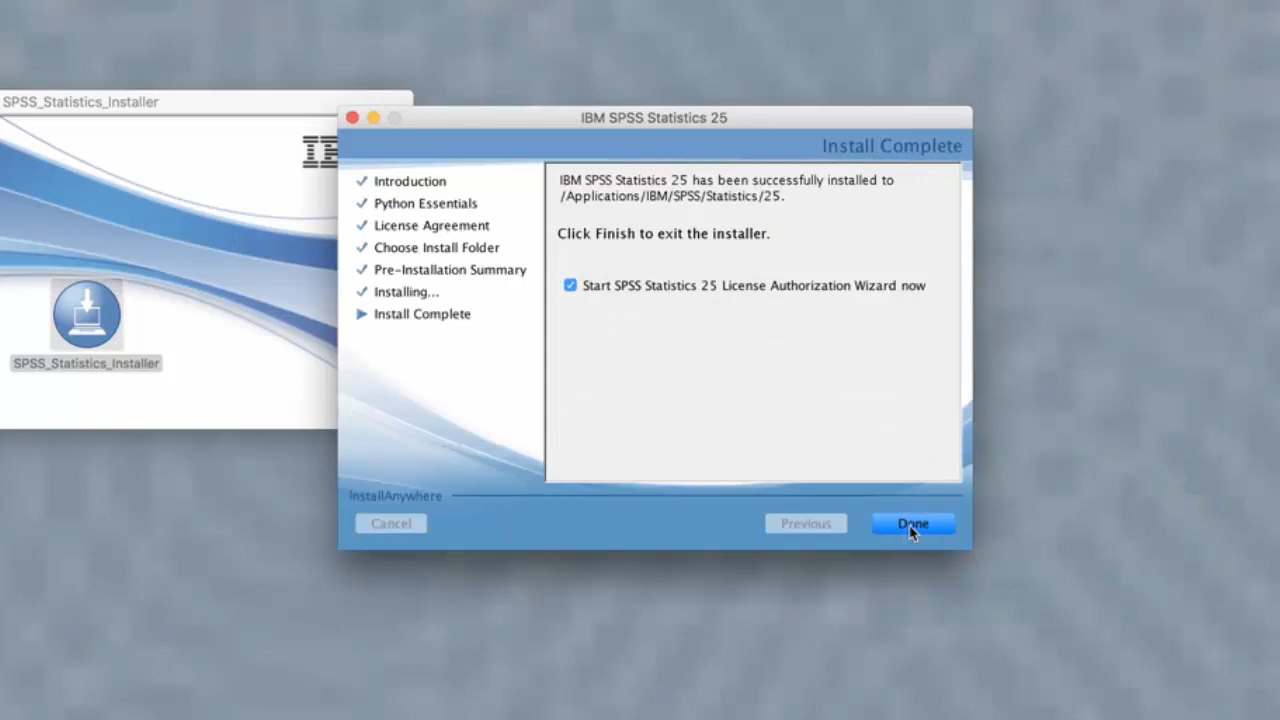 SPSS_Statistics_Installer
SPSS_Statistics_Installer
IBM SPSS Statistics 25
Install Complete
Introduction
Python Essentials
License Agreement
Choose Install Folder
Pre-Installation Summary
Installing...
Install Complete
IBM SPSS Statistics 25 has been successfully installed to
/Applications/IBM/SPSS/Statistics/25.
Click Finish to exit the installer.
Start SPSS Statistics 25 License Authorization Wizard now
InstallAnywhere
Cancel
Previous
Done